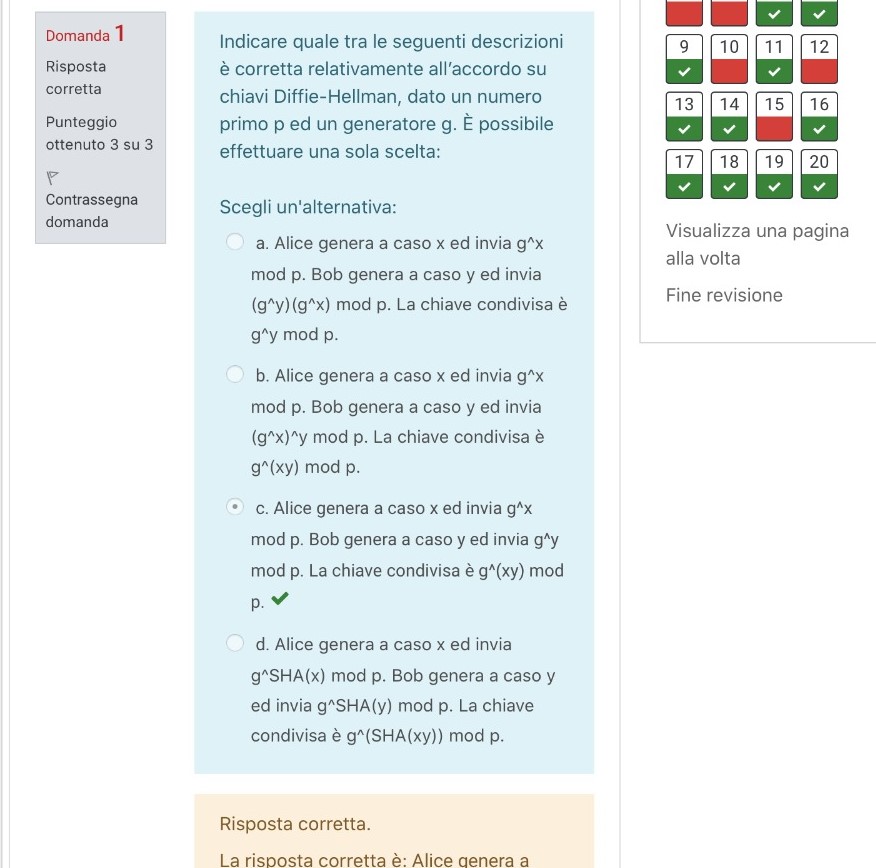 Domanda 1
Risposta
corretta
Punteggio
ottenuto 3 su 3
Contrassegna
domanda
Indicare quale tra le seguenti descrizioni
è corretta relativamente all’accordo su
chiavi Diffie-Hellman, dato un numero
primo p ed un generatore g. È possibile
effettuare una sola scelta:
Scegli un'alternativa:
a. Alice genera a caso x ed invia g^x
mod p. Bob genera a caso y ed invia
(g^y)(g^x) mod p. La chiave condivisa è
g^y mod p.
b. Alice genera a caso x ed invia g^x
mod p. Bob genera a caso y ed invia
(g^x)^y mod p. La chiave condivisa è
g^(xy) mod p.
c. Alice genera a caso x ed invia g^x
mod p. Bob genera a caso y ed invia g^y
mod p. La chiave condivisa è g^(xy) mod
p.
d. Alice genera a caso x ed invia
g^SHA(x) mod p. Bob genera a caso y
ed invia g^SHA(y) mod p. La chiave
condivisa è g^(SHA(xy)) mod p.
Risposta corretta.
La risposta corretta è: Alice genera a
9 10 11 12
13 14 15 16
17 18 19 20
Visualizza una pagina
alla volta
Fine revisione